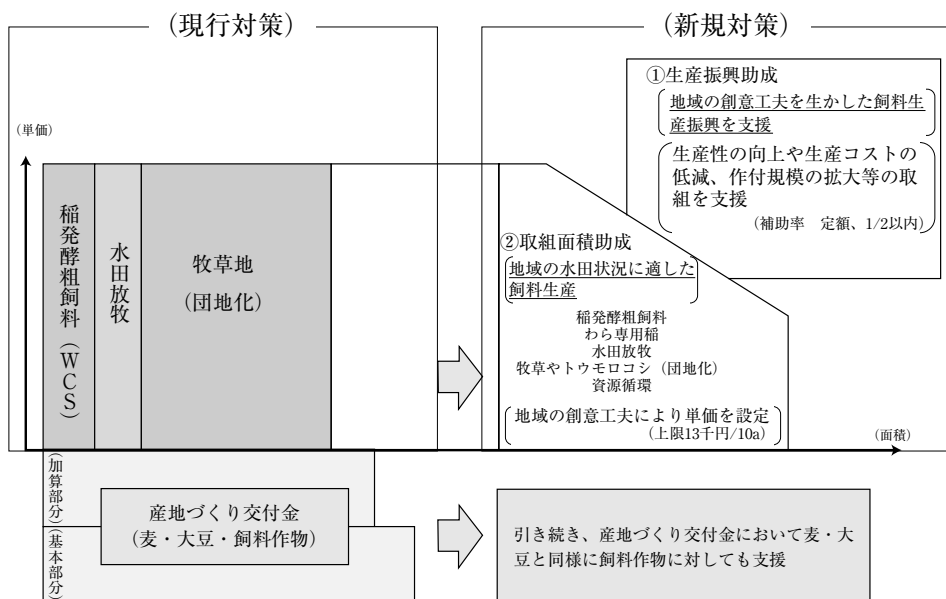 （現行対策）
（単価）
稲発酵粗飼料（ＷＣＳ）
水田放牧
牧草地
（団地化）
（加算部分）
（基本部分）
産地づくり交付金
（麦・大豆・飼料作物）
（新規対策）
①生産振興助成
地域の創意工夫を生かした飼料生
産振興を支援
生産性の向上や生産コストの
低減、作付規模の拡大等の取
組を支援
（補助率　定額、1/2以内）
②取組面積助成
地域の水田状況に適した
飼料生産
稲発酵粗飼料
わら専用稲
水田放牧
牧草やトウモロコシ（団地化）
資源循環
地域の創意工夫により単価を設定
（上限13千円/10a）
（面積）
引き続き、産地づくり交付金において麦・大
豆と同様に飼料作物に対しても支援